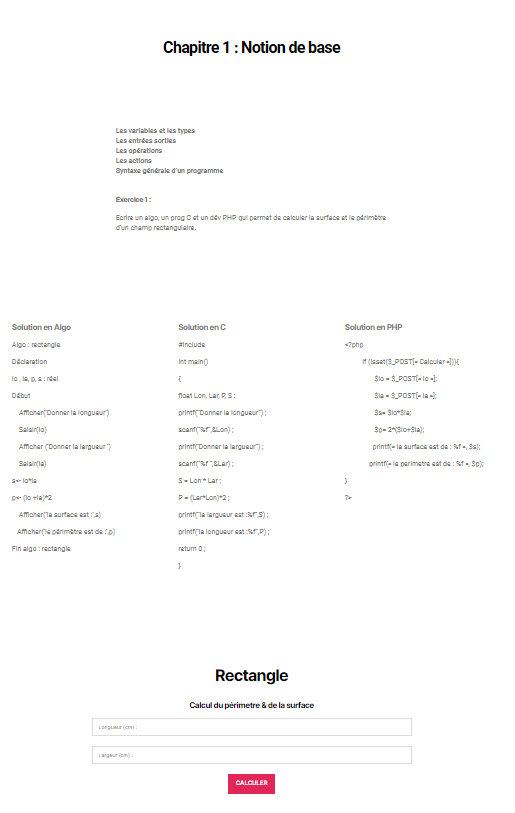 Chapitre 1 : Notion de base
Les variables et les types
Les entrées sorties
Les opérations
Les actions
Syntaxe générale d'un programme
Exercice 1 :
Ecrire un algo, un prog C et un dév PHP qui permet de calculer la surface et le périmètre
d'un champ rectangulaire.
Solution en Algo
Algo : rectangle
Déclaration
lo , la, p, s : réel
Début
Afficher("Donner la longueur")
Saisir(lo)
Afficher ("Donner la largueur ")
Saisir(la)
s<- lo*la
p<- (lo +la)*2
Afficher('la surface est :',s)
Afficher('le périmètre est de :',p)
Fin algo : rectangle
Solution en C
#include
int main()
{
float Lon, Lar, P, S ;
printf("Donner la longueur") ;
scanf("%f",&Lon) ;
printf("Donner la largueur") ;
scanf("%f ",&Lar) ;
S = Lon * Lar ;
P = (Lar*Lon)*2 ;
printf("la largueur est :%f",S) ;
printf("la longueur est :%f",P) ;
return 0 ;
}
Solution en PHP
<?php
if (isset($_POST[« Calculer »])){
$lo = $_POST[« lo »];
$la = $_POST[« la »];
$s= $lo*$la;
$p= 2*($lo+$la);
printf(« la surface est de : %f », $s);
printf(« le perimetre est de : %f », $p);
}
?>
Rectangle
Calcul du périmetre & de la surface
Longueur (cm) :
Largeur (cm) :
CALCULER